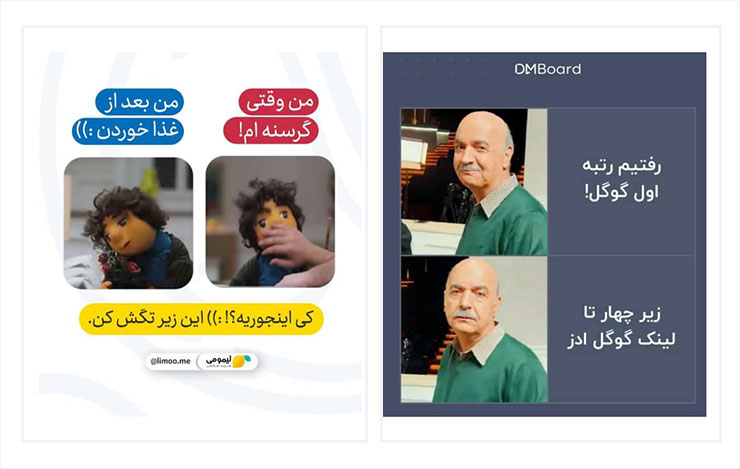 من وقتی
گرسنه ام!
من بعد از
غذا خوردن :))
کی اینجوریه؟! :)) این زیر تگش کن.
لیمومی
@limoo.me
DMBoard
رفتیم رتبه
اول گوگل!
زیر چهار تا
لینک گوگل ادز